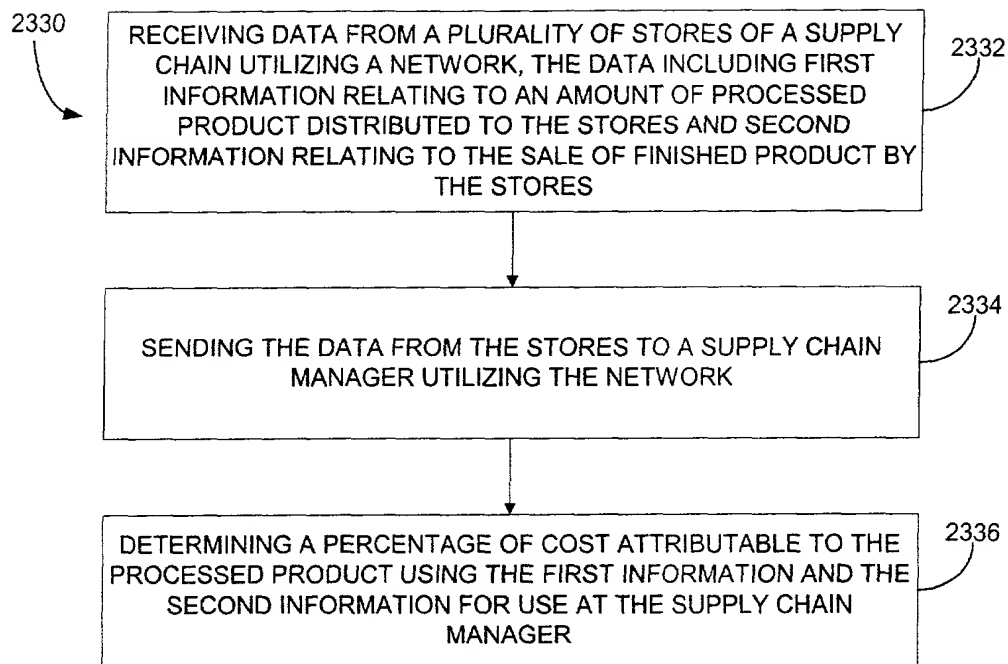 2330
RECEIVING DATA FROM A PLURALITY OF STORES OF A SUPPLY
CHAIN UTILIZING A NETWORK, THE DATA INCLUDING FIRST
INFORMATION RELATING TO AN AMOUNT OF PROCESSED
PRODUCT DISTRIBUTED TO THE STORES AND SECOND
INFORMATION RELATING TO THE SALE OF FINISHED PRODUCT BY
THE STORES
2332
SENDING THE DATA FROM THE STORES TO A SUPPLY CHAIN
MANAGER UTILIZING THE NETWORK
2334
DETERMINING A PERCENTAGE OF COST ATTRIBUTABLE TO THE
PROCESSED PRODUCT USING THE FIRST INFORMATION AND THE
SECOND INFORMATION FOR USE AT THE SUPPLY CHAIN
MANAGER
2336